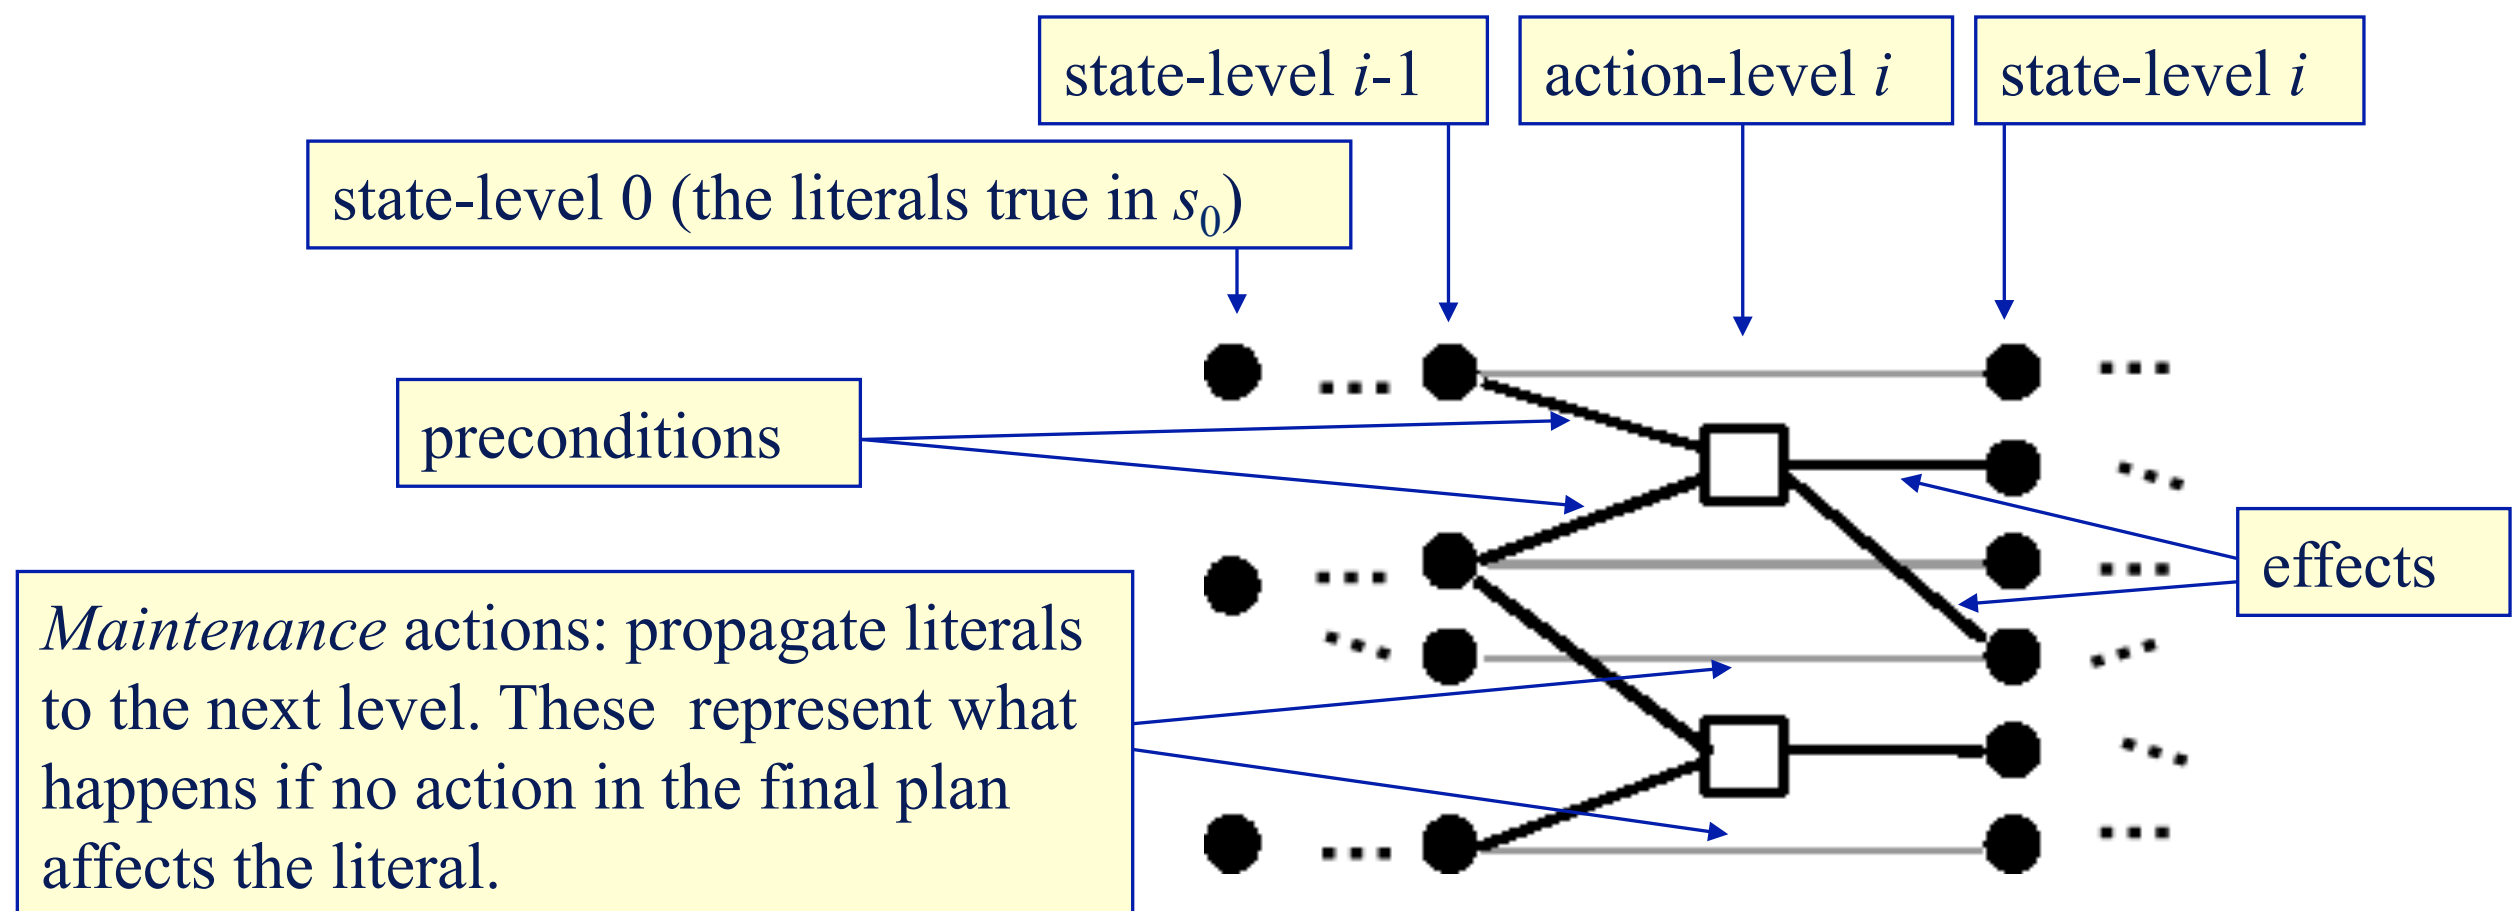 state-level i-1
action-level i
state-level i
state-level 0 (the literals true in s0)
preconditions
effects
Maintenance actions: propagate literals
to the next level. These represent what
happens if no action in the final plan
affects the literal.